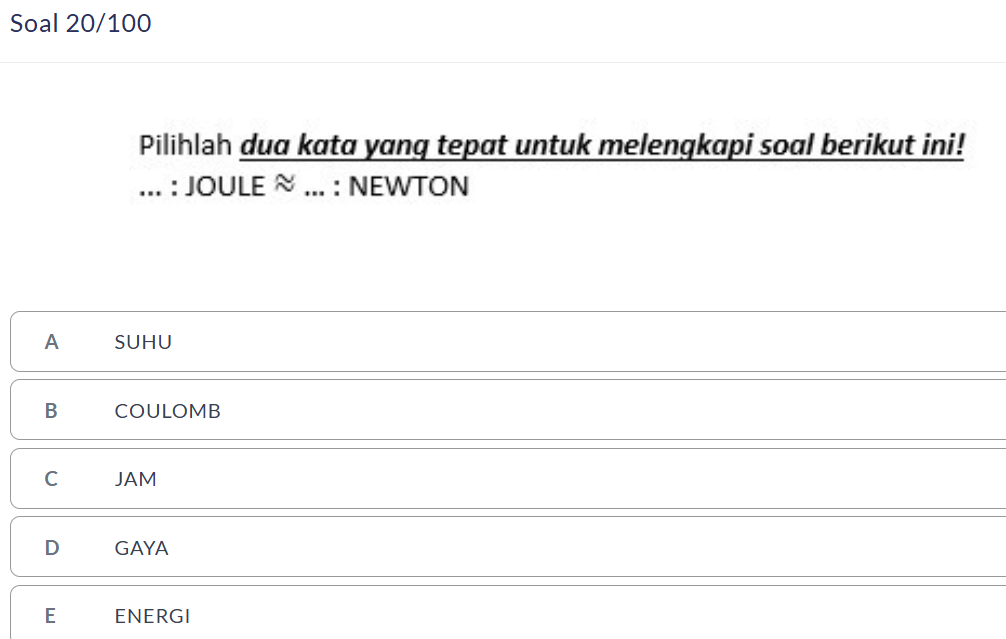 Soal 20/100
Pilihlah dua kata yang tepat untuk melengkapi soal berikut ini!
... : JOULE ≈ ... : NEWTON
A SUHU
B COULOMB
C JAM
D GAYA
E ENERGI